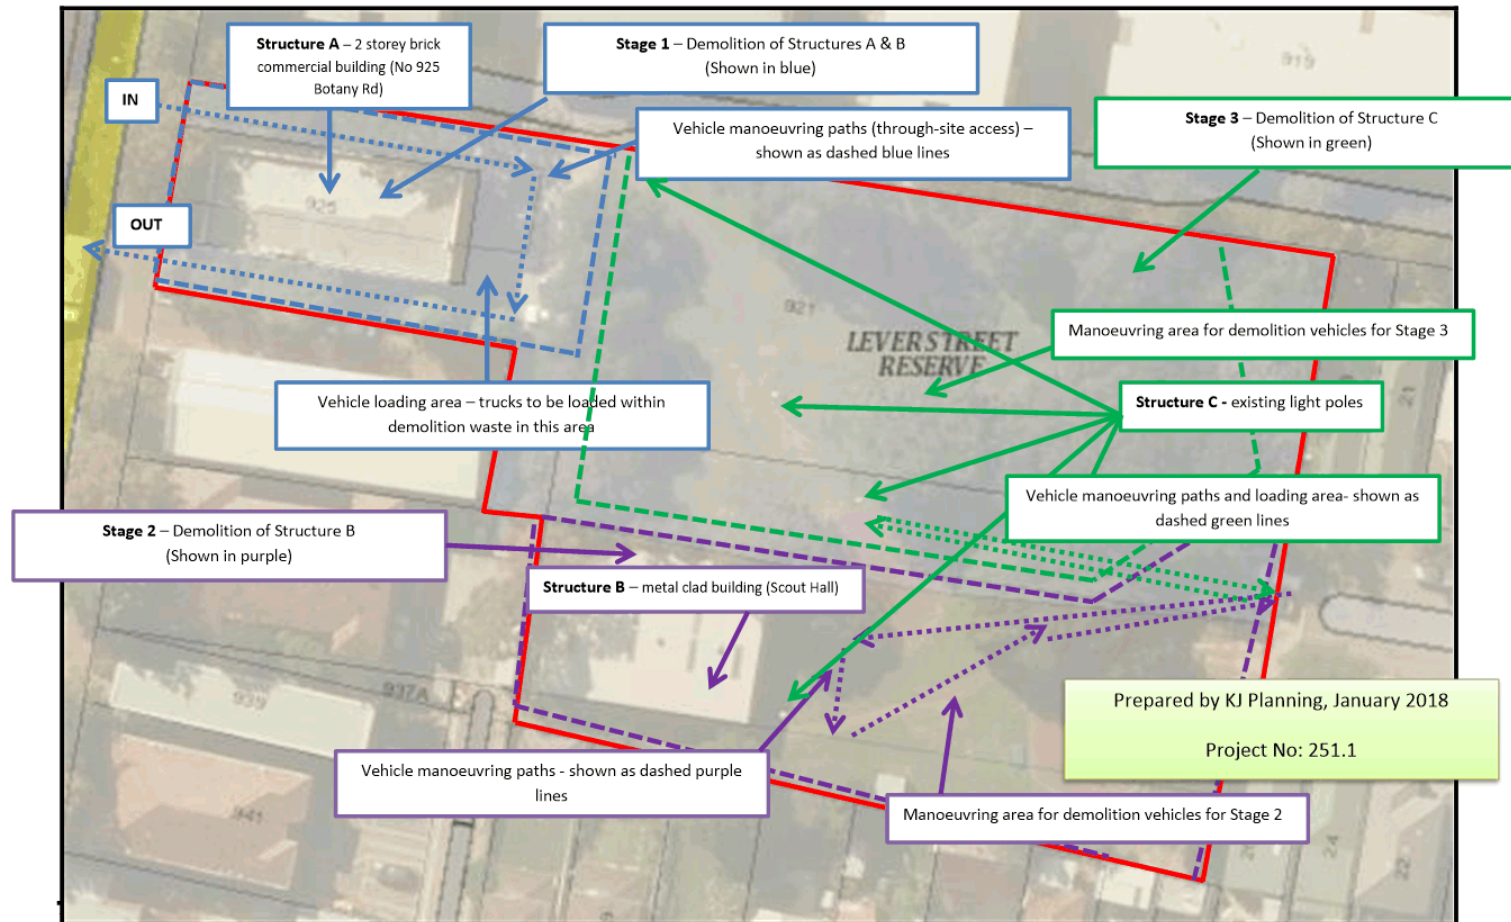 Structure A – 2 storey brick
commercial building (No 925
Botany Rd)
Stage 1 – Demolition of Structures A & B
(Shown in blue)
919
IN
Vehicle manoeuvring paths (through-site access) –
shown as dashed blue lines
Stage 3 – Demolition of Structure C
(Shown in green)
925
OUT
921
LEVER STREET
RESERVE
Manoeuvring area for demolition vehicles for Stage 3
Vehicle loading area – trucks to be loaded within
demolition waste in this area
Structure C - existing light poles
21
Vehicle manoeuvring paths and loading area- shown as
dashed green lines
Stage 2 – Demolition of Structure B
(Shown in purple)
Structure B – metal clad building (Scout Hall)
939
937A
Prepared by KJ Planning, January 2018
Project No: 251.1
Vehicle manoeuvring paths - shown as dashed purple
lines
Manoeuvring area for demolition vehicles for Stage 2
941
24
22